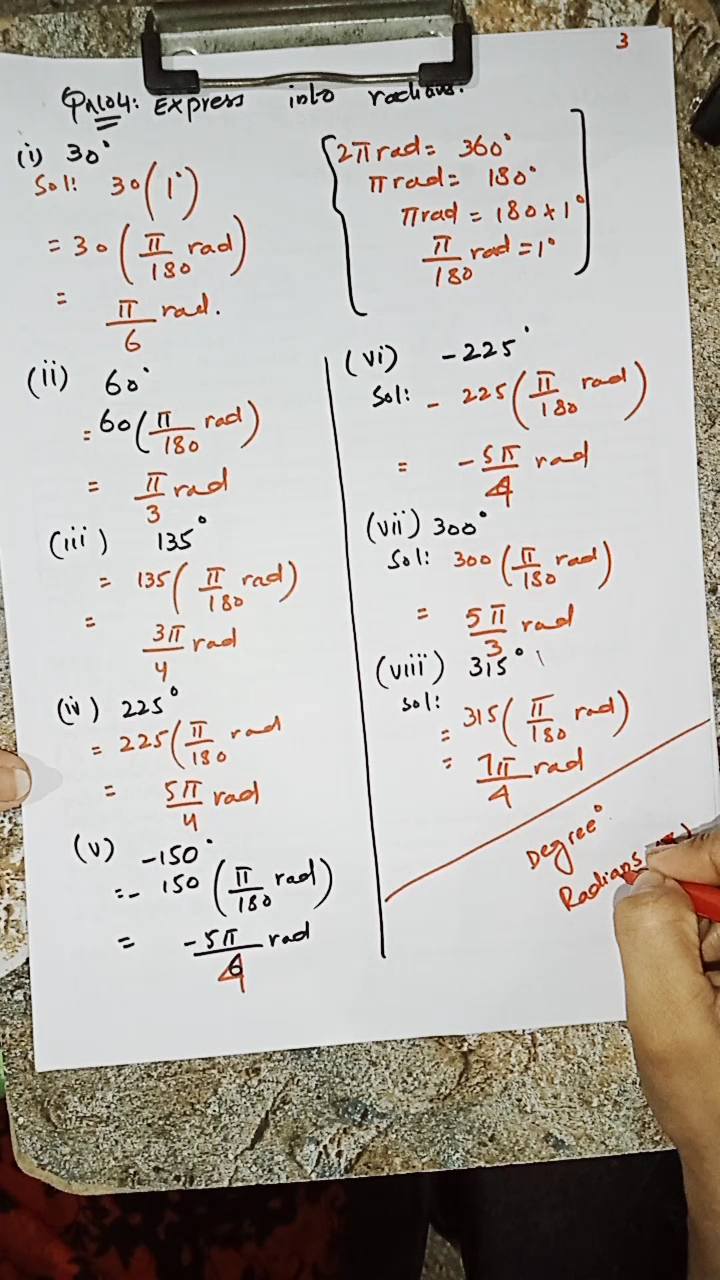 3
QNo4: Express into radians.
(i) 30°
Sol: 30(1°)
= 30 (π/180 rad)
= π/6 rad.
{2π rad = 360°
π rad = 180°
π rad = 180 × 1°
π/180 rad = 1°]
(ii) 60°
= 60 (π/180 rad)
= π/3 rad
(iii) 135°
= 135 (π/180 rad)
= 3π/4 rad
(iv) 225°
= 225 (π/180 rad
= 5π/4 rad
(v) -150°
= - 150 (π/180 rad)
= -5π/6 rad
(vi) -225°
Sol: - 225 (π/180 rad)
= -5π/4 rad
(vii) 300°
Sol: 300 (π/180 rad)
= 5π/3 rad
(viii) 315°
Sol:
= 315 (π/180 rad)
= 7π/4 rad
Degree°
Radians